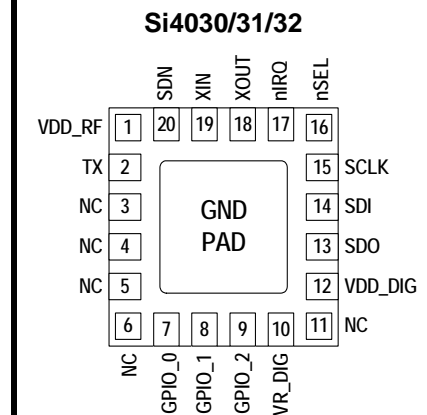 Si4030/31/32
SDN
XIN
XOUT
nIRQ
nSEL
VDD_RF 1 20 19 18 17 16
TX 2 15 SCLK
NC 3 GND 14 SDI
NC 4 PAD 13 SDO
NC 5 12 VDD_DIG
6 7 8 9 10 11 NC
NC
GPIO_0
GPIO_1
GPIO_2
VR_DIG